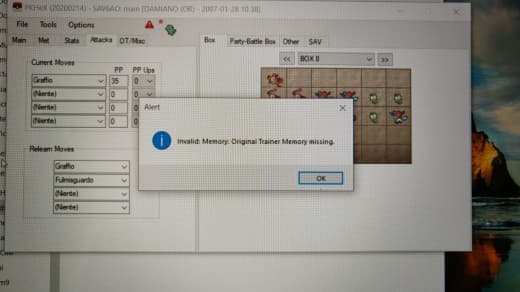 PKHeX (20200214) - SAV6AO: main [DAMIANO (OR) - 2007-01-28 10:38]
File Tools Options
Main Met Stats Attacks OT/Misc
Box Party-Battle Box Other SAV
Current Moves
PP PP Ups
Graffio 35 0
(Niente) 0 0
(Niente) 0 0
(Niente) 0 0
<< BOX 8 >>
Alert
Invalid: Memory: Original Trainer Memory missing.
OK
Relearn Moves
Graffio
Fulmisguardo
(Niente)
(Niente)